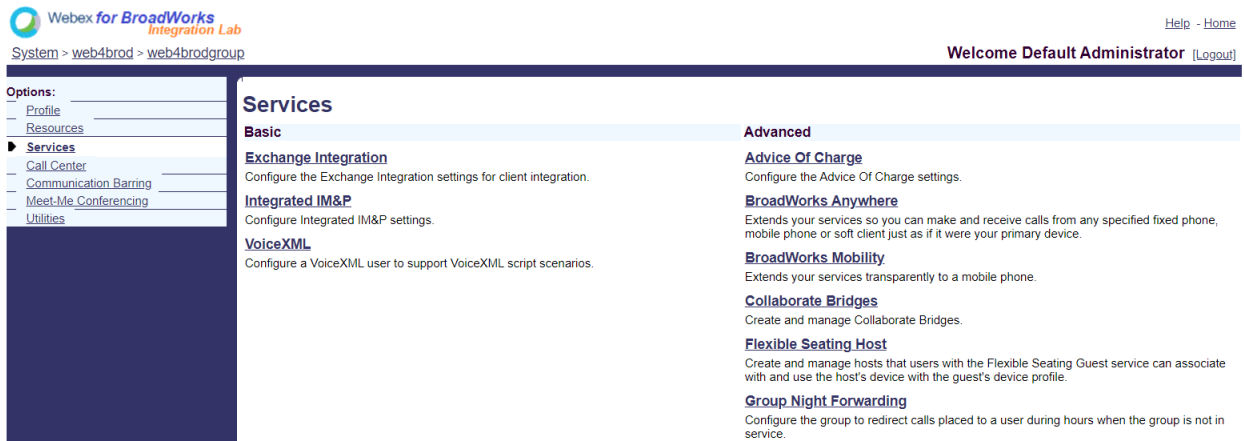 Webex for BroadWorks
Integration Lab
Help - Home
System > web4brod > web4brodgroup
Welcome Default Administrator [Logout]
Options:
Profile
Resources
Services
Call Center
Communication Barring
Meet-Me Conferencing
Utilities
Services
Basic
Exchange Integration
Configure the Exchange Integration settings for client integration.
Integrated IM&P
Configure Integrated IM&P settings.
VoiceXML
Configure a VoiceXML user to support VoiceXML script scenarios.
Advanced
Advice Of Charge
Configure the Advice Of Charge settings.
BroadWorks Anywhere
Extends your services so you can make and receive calls from any specified fixed phone,
mobile phone or soft client just as if it were your primary device.
BroadWorks Mobility
Extends your services transparently to a mobile phone.
Collaborate Bridges
Create and manage Collaborate Bridges.
Flexible Seating Host
Create and manage hosts that users with the Flexible Seating Guest service can associate
with and use the host's device with the guest's device profile.
Group Night Forwarding
Configure the group to redirect calls placed to a user during hours when the group is not in
service.